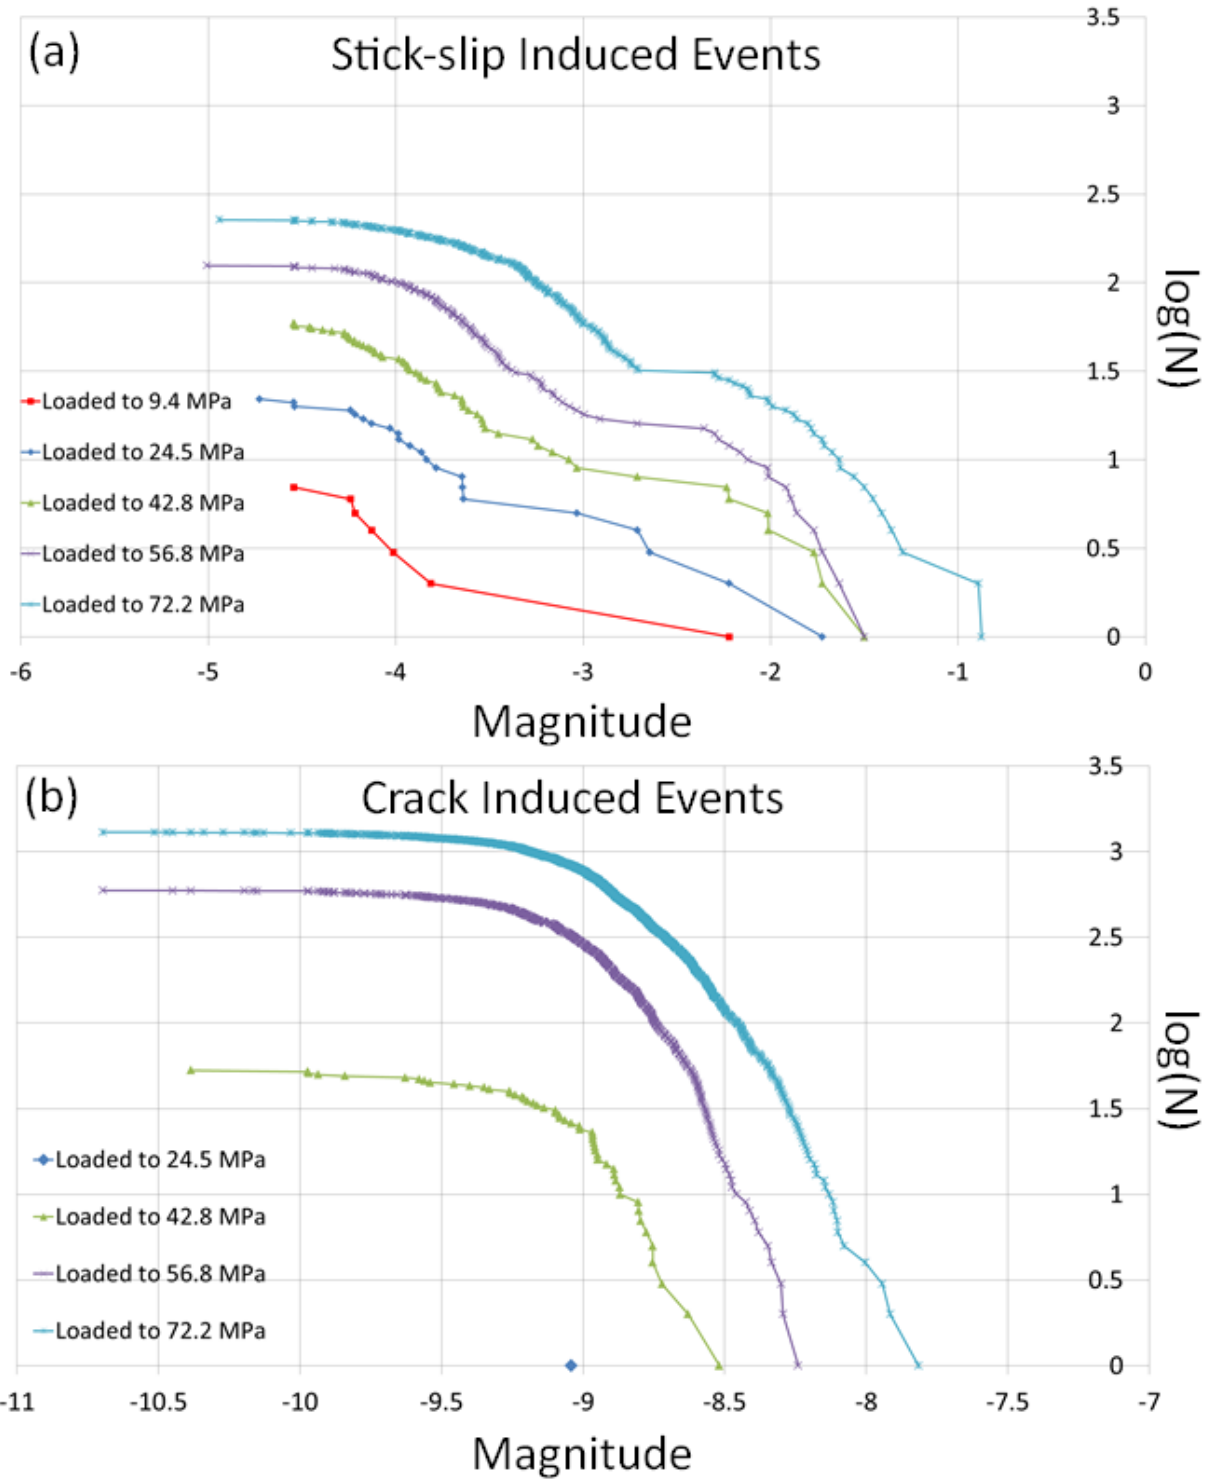 (a)
Stick-slip Induced Events
3.5
3
2.5
2
1.5
1
0.5
0
log(N)
Loaded to 9.4 MPa
Loaded to 24.5 MPa
Loaded to 42.8 MPa
Loaded to 56.8 MPa
Loaded to 72.2 MPa
-6 -5 -4 -3 -2 -1 0
Magnitude
(b)
Crack Induced Events
3.5
3
2.5
2
1.5
1
0.5
0
log(N)
Loaded to 24.5 MPa
Loaded to 42.8 MPa
Loaded to 56.8 MPa
Loaded to 72.2 MPa
-11 -10.5 -10 -9.5 -9 -8.5 -8 -7.5 -7
Magnitude